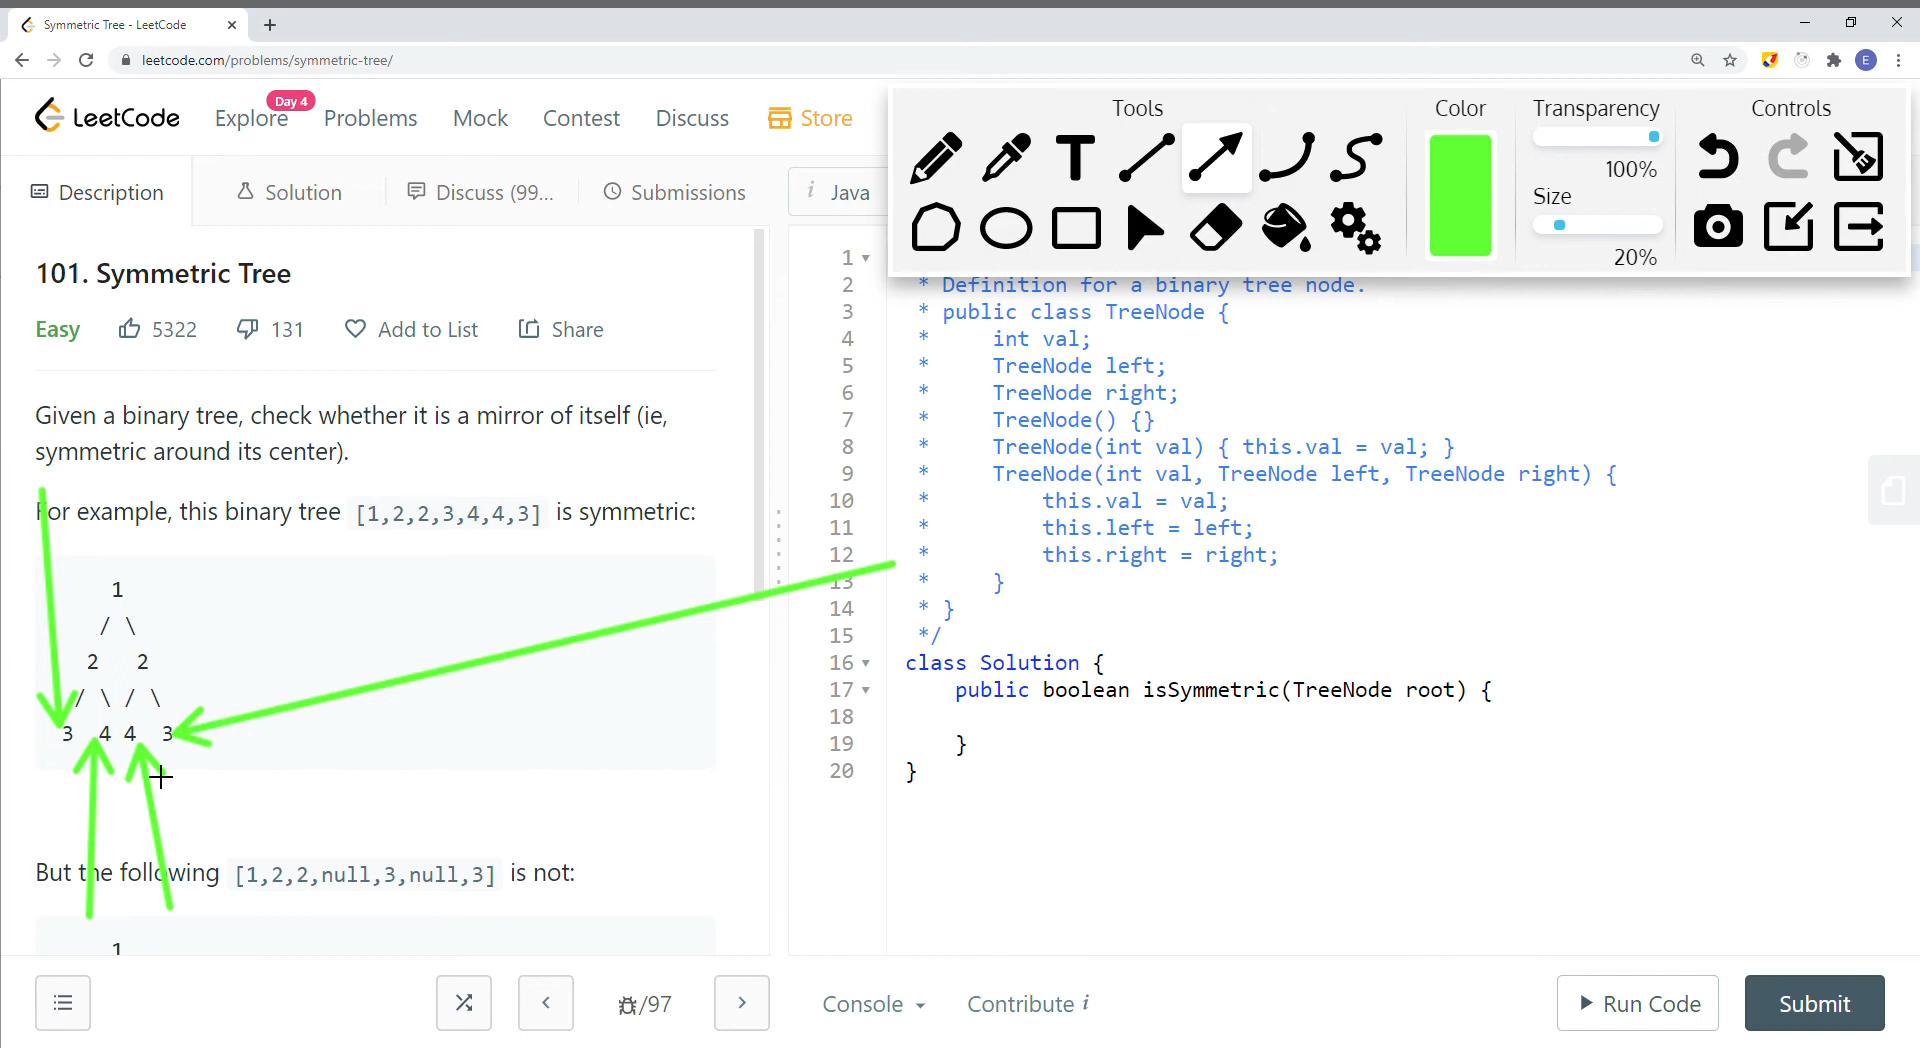 Symmetric Tree - LeetCode
leetcode.com/problems/symmetric-tree/
E
LeetCode
Explore
Day 4
Problems
Mock
Contest
Discuss
Store
Tools
Color
Transparency
100%
Size
20%
Controls
Description
Solution
Discuss (99...
Submissions
i Java
101. Symmetric Tree
Easy
5322
131
Add to List
Share
Given a binary tree, check whether it is a mirror of itself (ie,
symmetric around its center).
For example, this binary tree [1,2,2,3,4,4,3] is symmetric:
1
/ \
2 2
/ \ / \
3 4 4 3
But the following [1,2,2,null,3,null,3] is not:
1
1
2 * Definition for a binary tree node.
3 * public class TreeNode {
4 * int val;
5 * TreeNode left;
6 * TreeNode right;
7 * TreeNode() {}
8 * TreeNode(int val) { this.val = val; }
9 * TreeNode(int val, TreeNode left, TreeNode right) {
10 * this.val = val;
11 * this.left = left;
12 * this.right = right;
13 * }
14 * }
15 */
16 class Solution {
17 public boolean isSymmetric(TreeNode root) {
18
19 }
20 }
/97
Console
Contribute i
Run Code
Submit